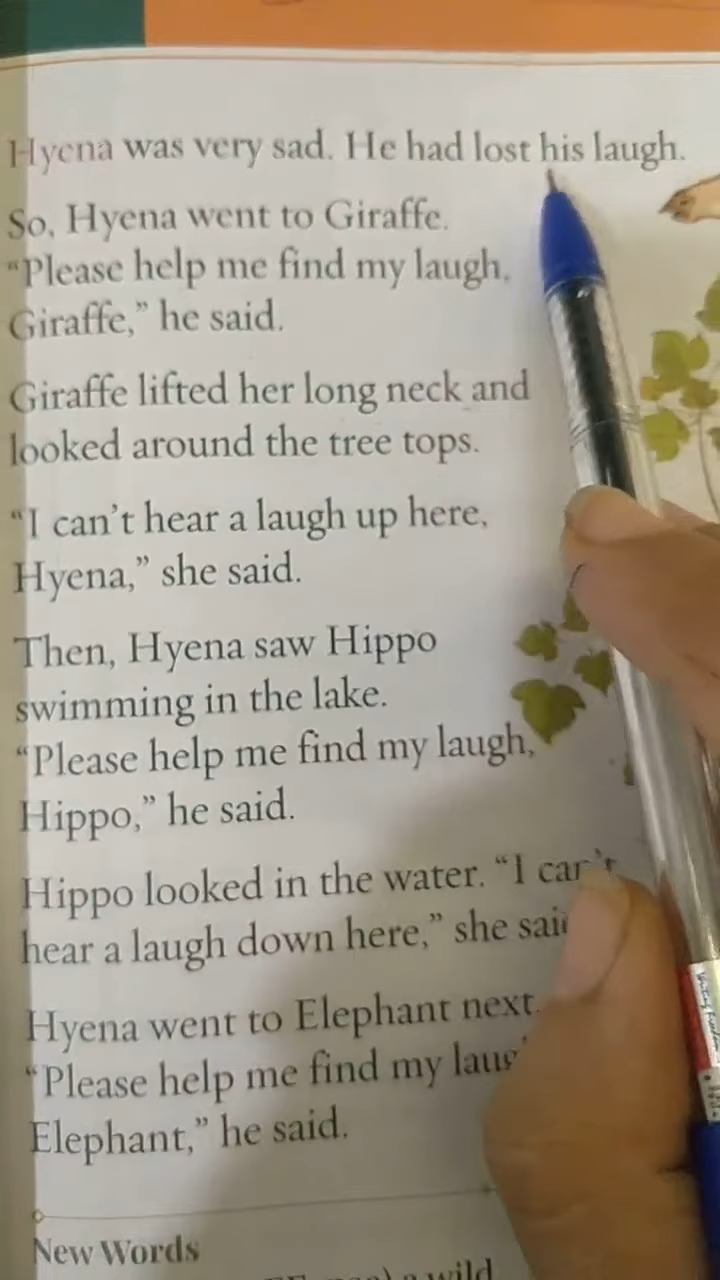 Hyena was very sad. He had lost his laugh.
So, Hyena went to Giraffe.
“Please help me find my laugh,
Giraffe,” he said.
Giraffe lifted her long neck and
looked around the tree tops.
“I can’t hear a laugh up here,
Hyena,” she said.
Then, Hyena saw Hippo
swimming in the lake.
“Please help me find my laugh,
Hippo,” he said.
Hippo looked in the water. “I can’t
hear a laugh down here,” she said
Hyena went to Elephant next.
“Please help me find my laugh
Elephant,” he said.
New Words
a wild